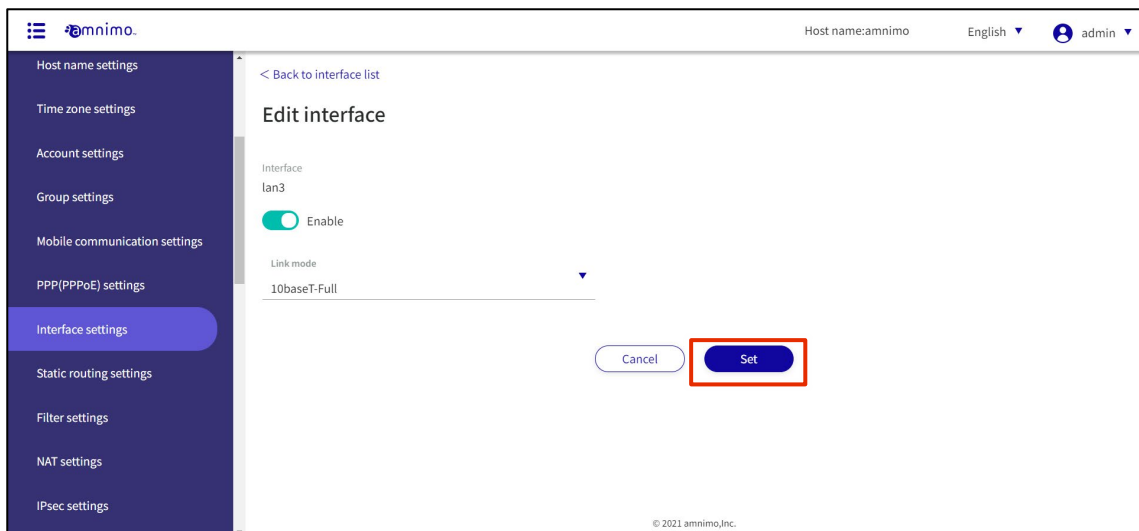 amnimo
Host name:amnimo
English
admin
Host name settings
Time zone settings
Account settings
Group settings
Mobile communication settings
PPP(PPPoE) settings
Interface settings
Static routing settings
Filter settings
NAT settings
IPsec settings
< Back to interface list
Edit interface
Interface
lan3
Enable
Link mode
10baseT-Full
Cancel
Set
© 2021 amnimo,Inc.